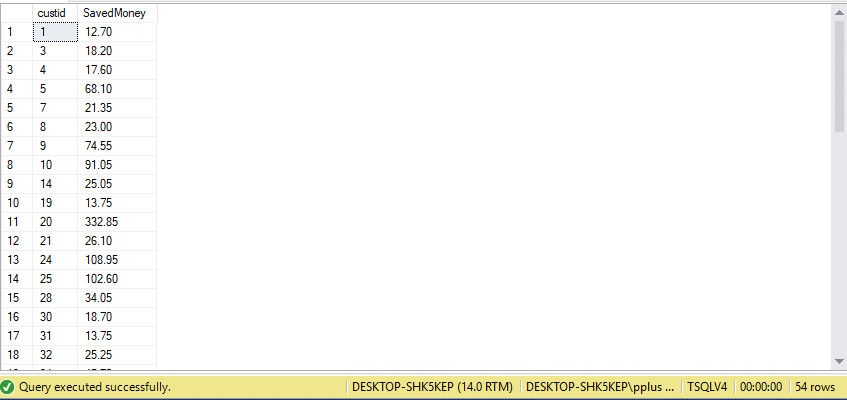 custid SavedMoney
1 1 12.70
2 3 18.20
3 4 17.60
4 5 68.10
5 7 21.35
6 8 23.00
7 9 74.55
8 10 91.05
9 14 25.05
10 19 13.75
11 20 332.85
12 21 26.10
13 24 108.95
14 25 102.60
15 28 34.05
16 30 18.70
17 31 13.75
18 32 25.25
Query executed successfully. DESKTOP-SHK5KEP (14.0 RTM) DESKTOP-SHK5KEP\pplus ... TSQLV4 00:00:00 54 rows